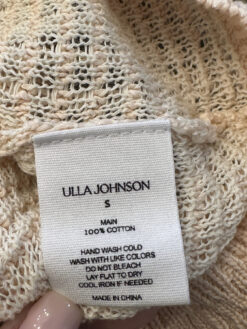 ULLA JOHNSON
S
MAIN
100% COTTON
HAND WASH COLD
WASH WITH LIKE COLORS
DO NOT BLEACH
LAY FLAT TO DRY
COOL IRON IF NEEDED
MADE IN CHINA